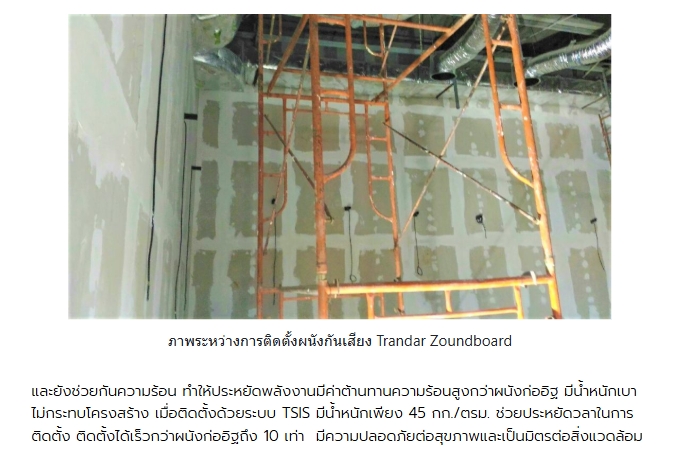 ภาพระหว่างการติดตั้งผนังกันเสียง Trandar Zoundboard
และยังช่วยกันความร้อน ทำให้ประหยัดพลังงานมีค่าต้านทานความร้อนสูงกว่าผนังก่ออิฐ มีน้ำหนักเบา
ไม่กระทบโครงสร้าง เมื่อติดตั้งด้วยระบบ TSIS มีน้ำหนักเพียง 45 กก./ตรม. ช่วยประหยัดเวลาในการ
ติดตั้ง ติดตั้งได้เร็วกว่าผนังก่ออิฐถึง 10 เท่า  มีความปลอดภัยต่อสุขภาพและเป็นมิตรต่อสิ่งแวดล้อม